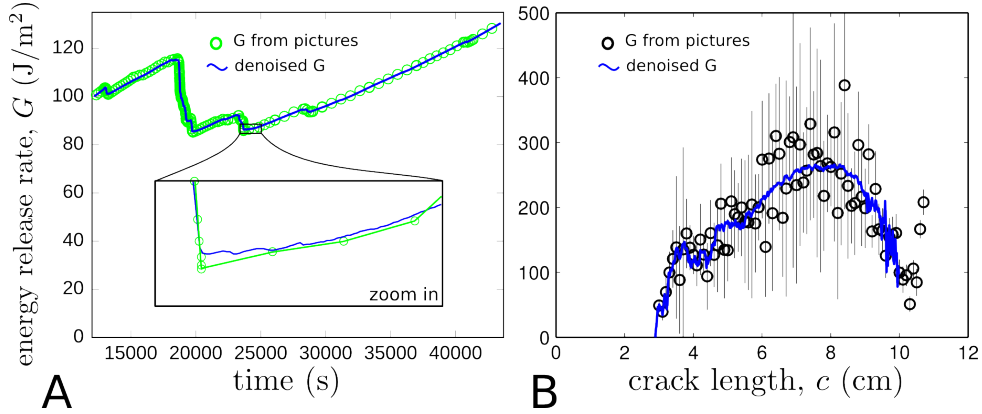 energy release rate, G (J/m²)
120
100
80
60
40
20
0
G from pictures
denoised G
zoom in
15000 20000 25000 30000 35000 40000
time (s)
A
500
400
300
200
100
0
G from pictures
denoised G
0 2 4 6 8 10 12
crack length, c (cm)
B